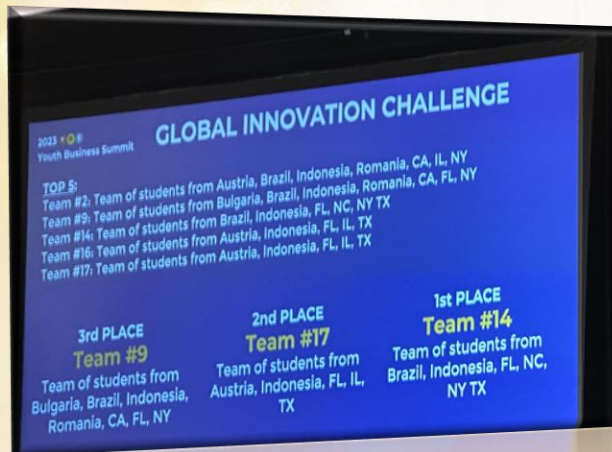 2023
Youth Business Summit
GLOBAL INNOVATION CHALLENGE
TOP 5:
Team #2: Team of students from Austria, Brazil, Indonesia, Romania, CA, IL, NY
Team #9: Team of students from Bulgaria, Brazil, Indonesia, Romania, CA, FL, NY
Team #14: Team of students from Brazil, Indonesia, FL, NC, NY TX
Team #16: Team of students from Austria, Indonesia, FL, IL, TX
Team #17: Team of students from Austria, Indonesia, FL, IL, TX
3rd PLACE
Team #9
Team of students from
Bulgaria, Brazil, Indonesia,
Romania, CA, FL, NY
2nd PLACE
Team #17
Team of students from
Austria, Indonesia, FL, IL,
TX
1st PLACE
Team #14
Team of students from
Brazil, Indonesia, FL, NC,
NY TX